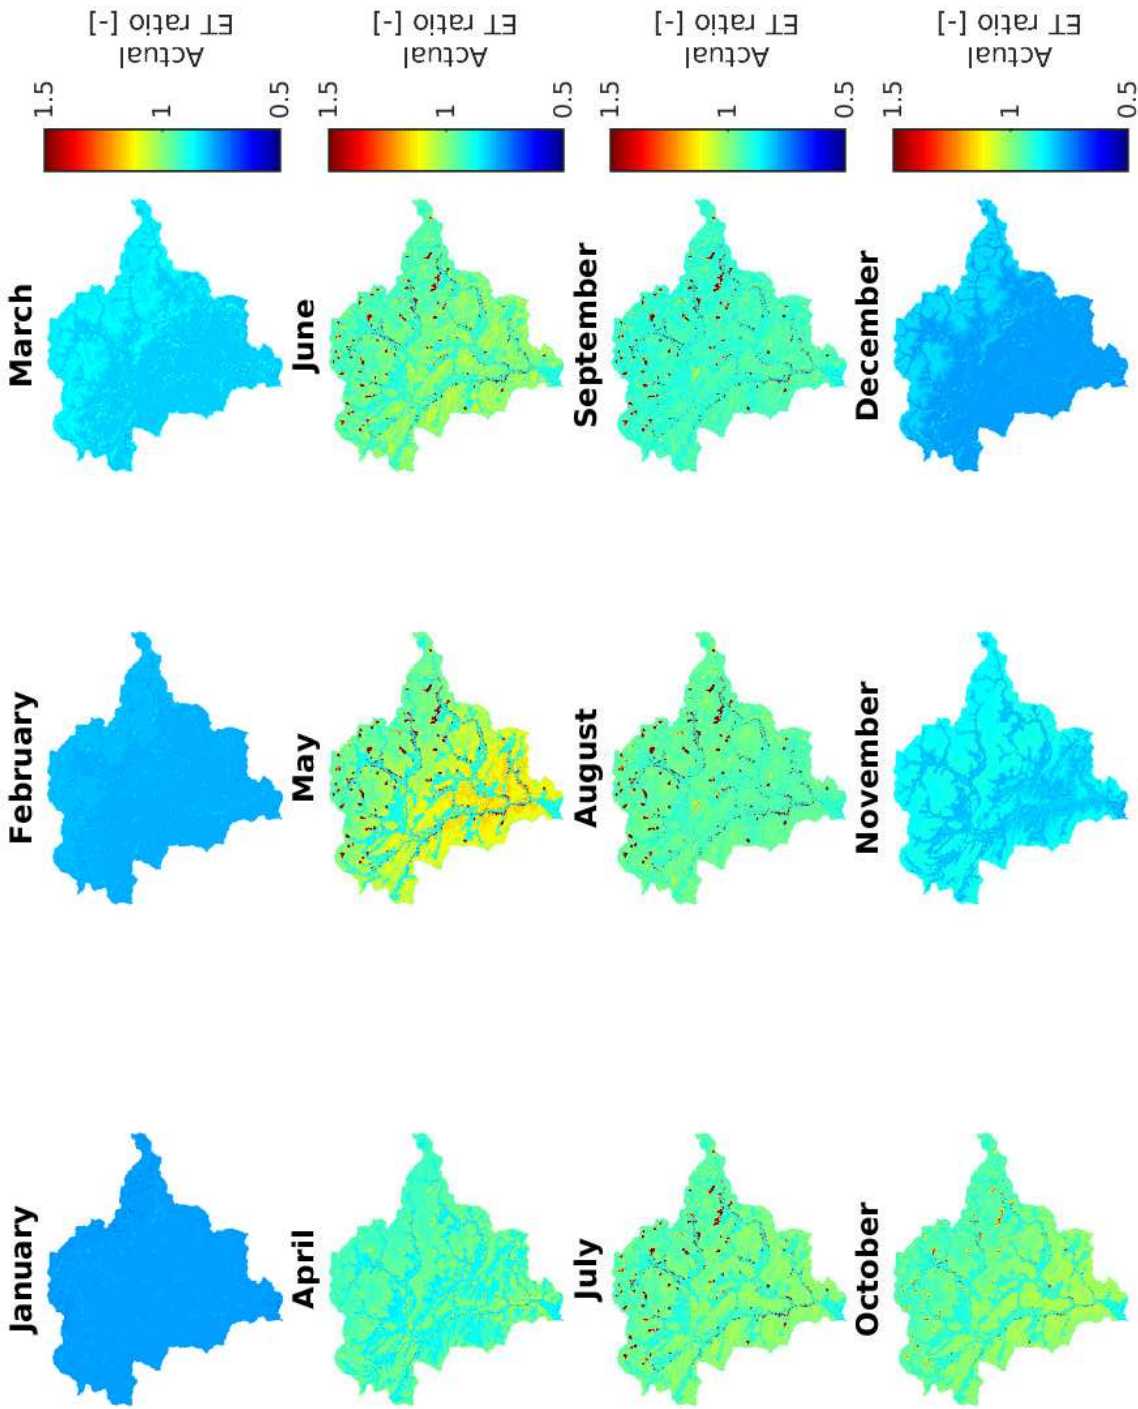 January
February
March
1.5
1
0.5
Actual
ET ratio [-]
April
May
June
1.5
1
0.5
Actual
ET ratio [-]
July
August
September
1.5
1
0.5
Actual
ET ratio [-]
October
November
December
1.5
1
0.5
Actual
ET ratio [-]